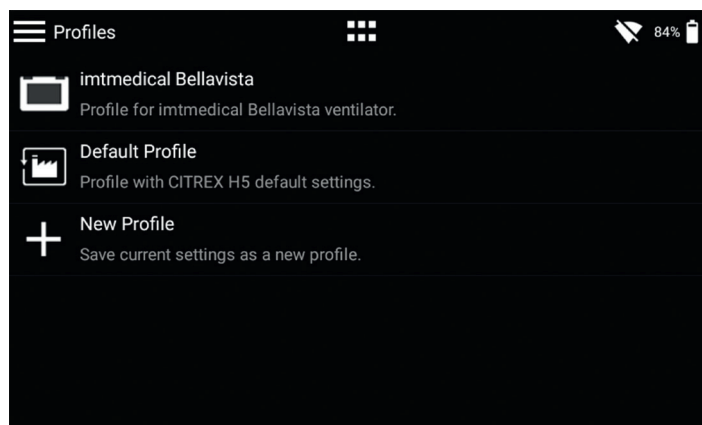 Profiles
84%
imtmedical Bellavista
Profile for imtmedical Bellavista ventilator.
Default Profile
Profile with CITREX H5 default settings.
New Profile
Save current settings as a new profile.